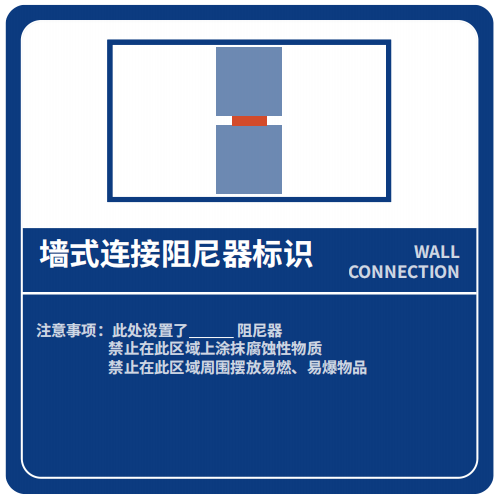 墙式连接阻尼器标识
WALL
CONNECTION
注意事项：此处设置了______阻尼器
禁止在此区域上涂抹腐蚀性物质
禁止在此区域周围摆放易燃、易爆物品